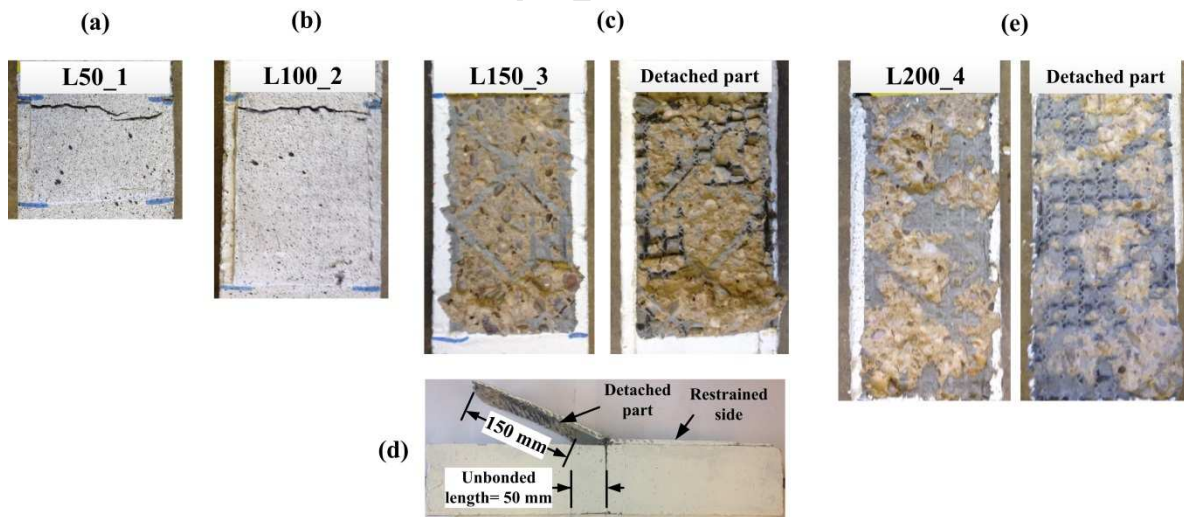 (a)
(b)
(c)
(e)
L50_1
L100_2
L150_3
Detached part
L200_4
Detached part
(d)
Detached
part
Restrained
side
150 mm
Unbonded
length= 50 mm